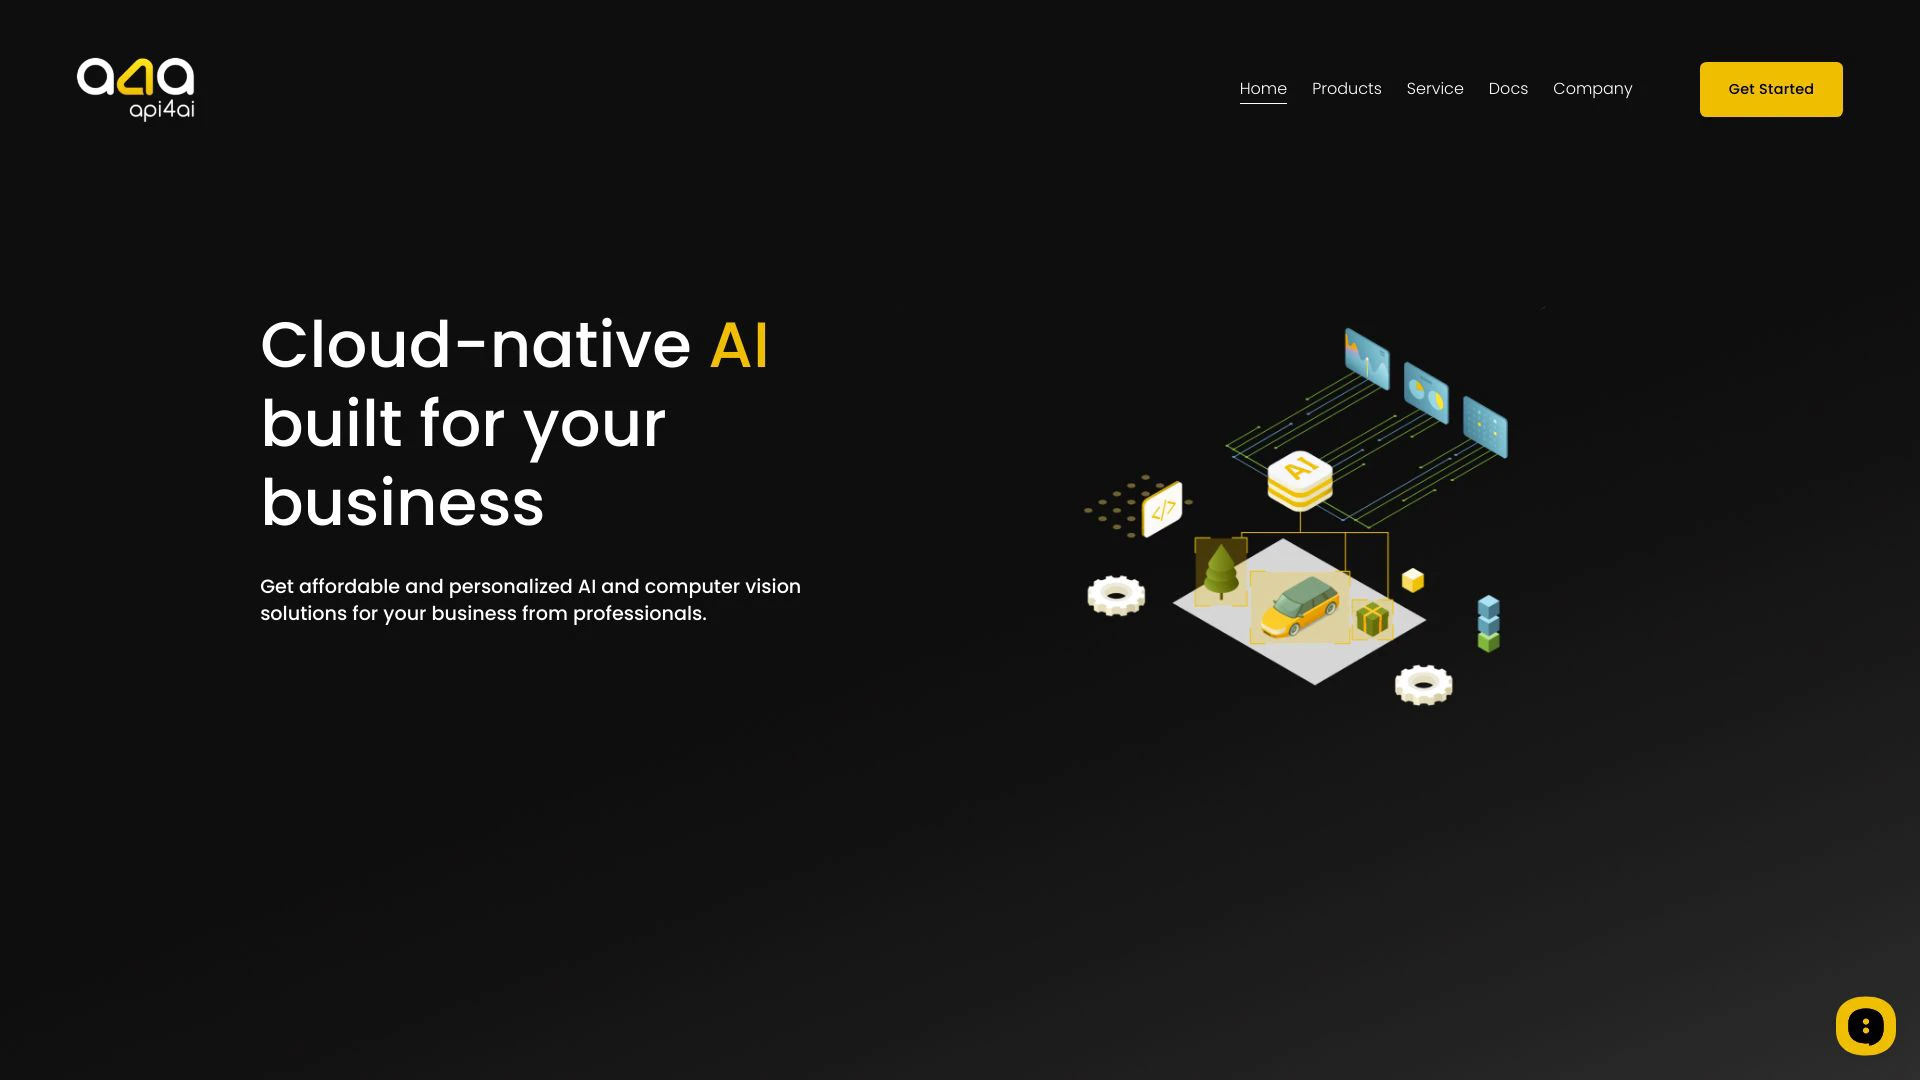 a4a
api4ai
Home Products Service Docs Company
Get Started
Cloud-native AI
built for your
business
Get affordable and personalized AI and computer vision
solutions for your business from professionals.
AI
</>